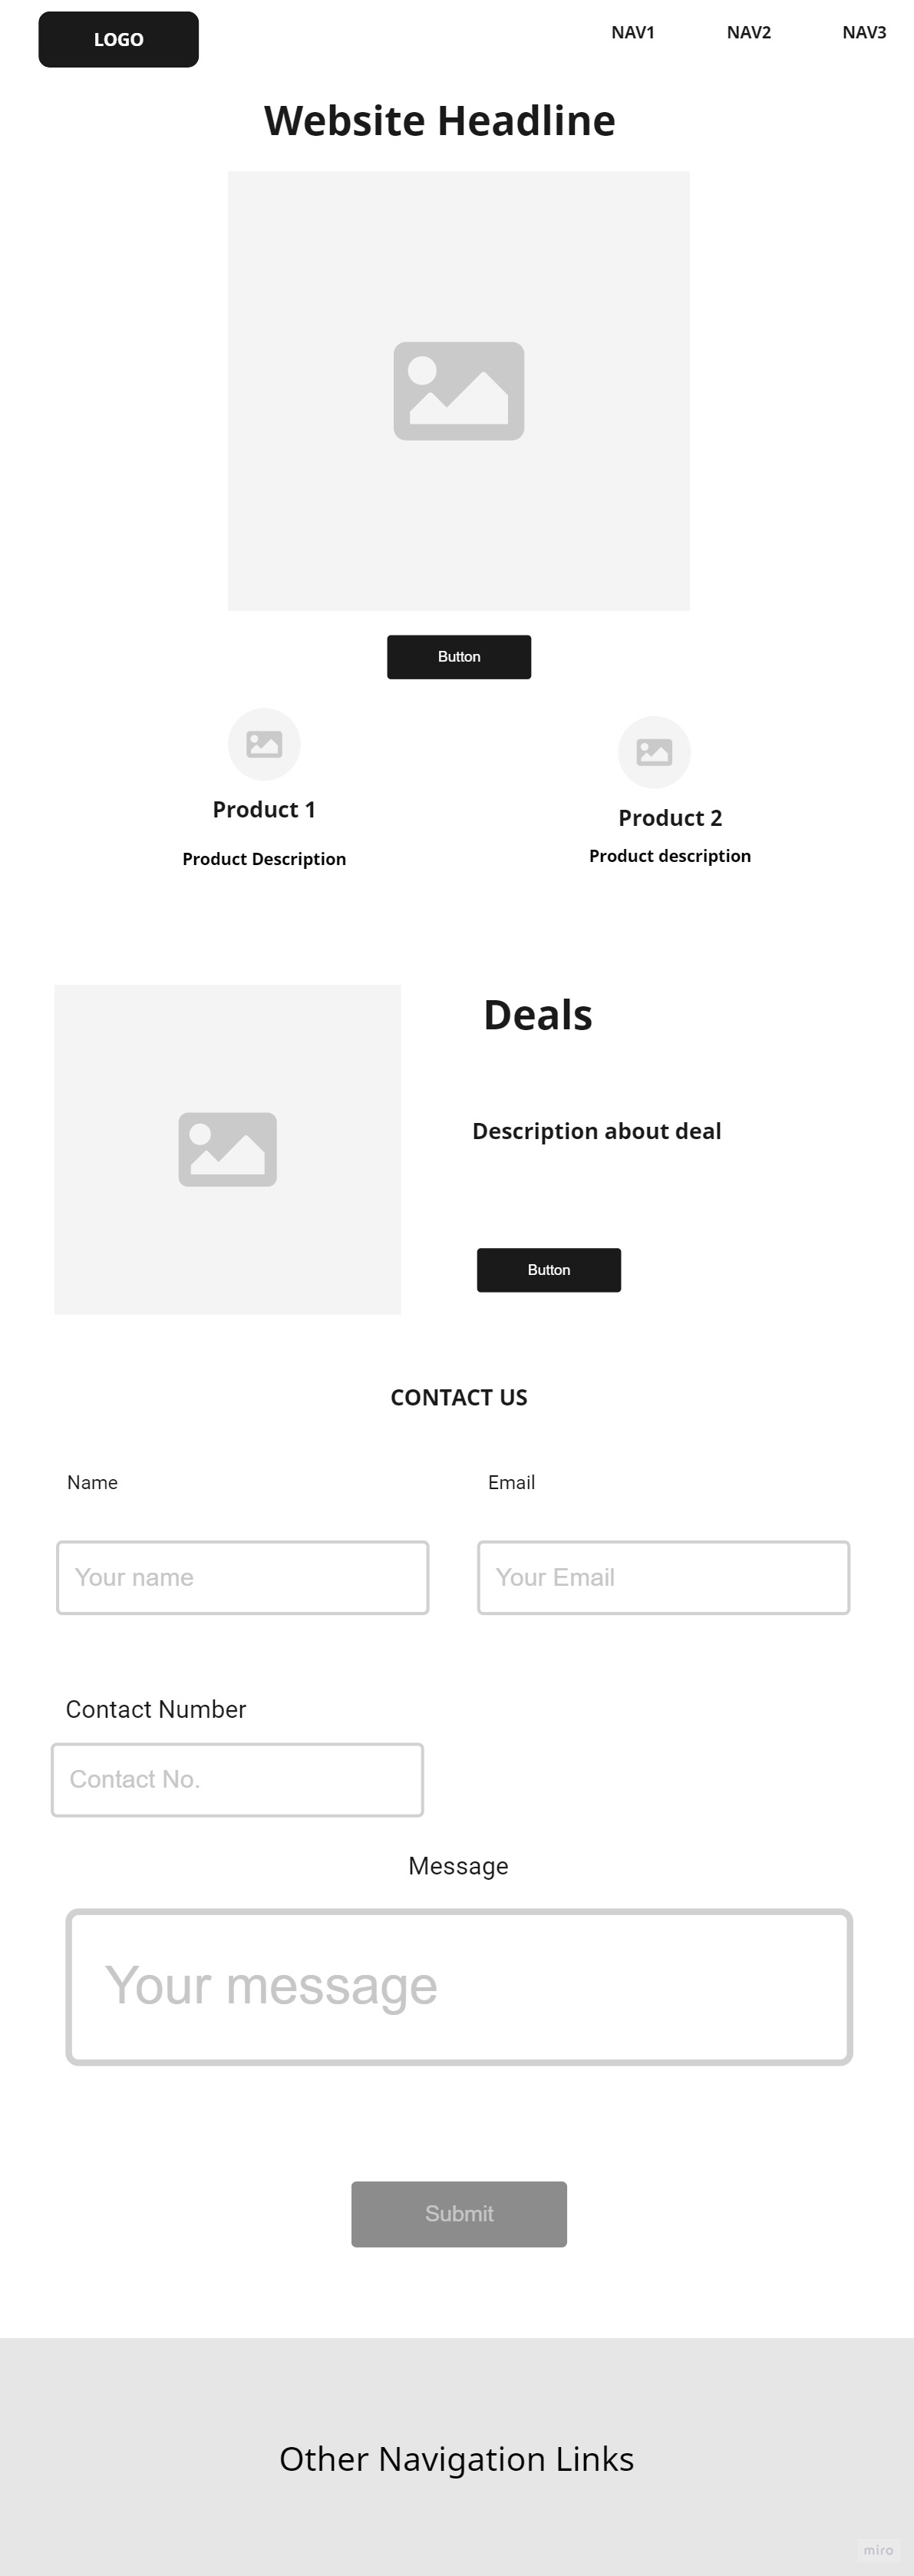 LOGO
NAV1 NAV2 NAV3
Website Headline
Button
Product 1
Product Description
Product 2
Product description
Deals
Description about deal
Button
CONTACT US
Name
Your name
Email
Your Email
Contact Number
Contact No.
Message
Your message
Submit
Other Navigation Links
miro